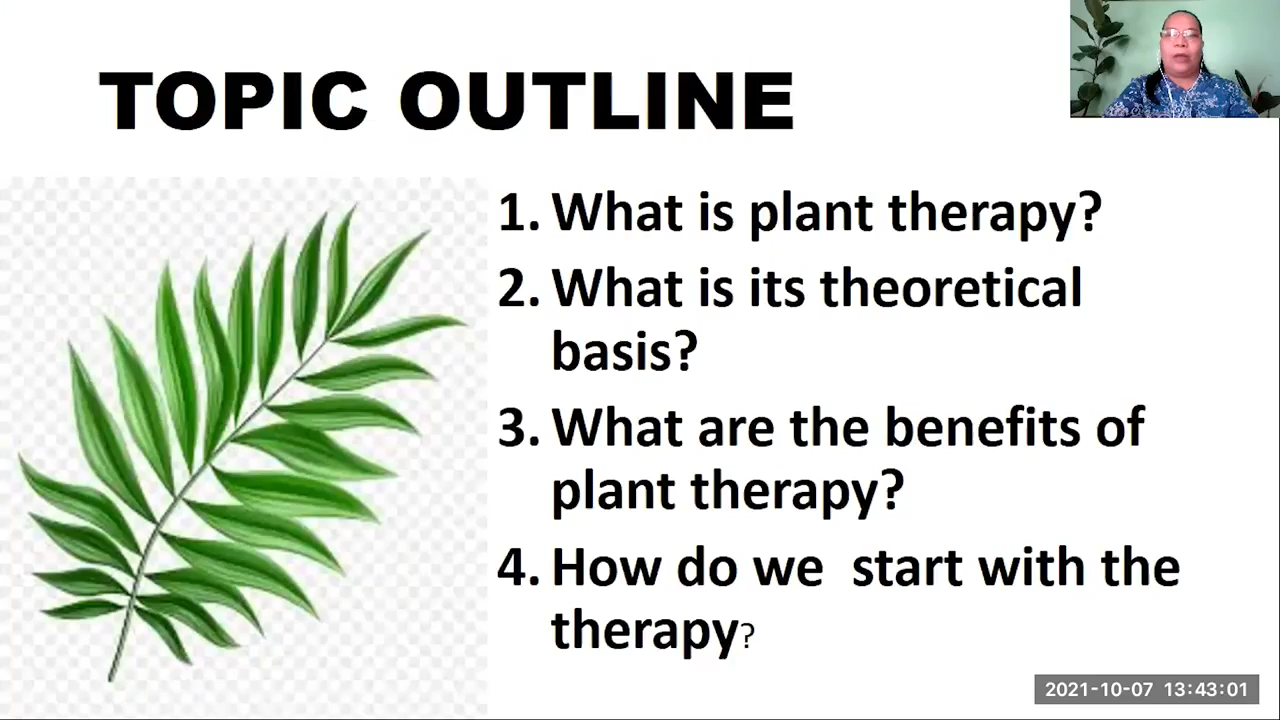 TOPIC OUTLINE
1. What is plant therapy?
2. What is its theoretical
basis?
3. What are the benefits of
plant therapy?
4. How do we  start with the
therapy?
2021-10-07 13:43:01